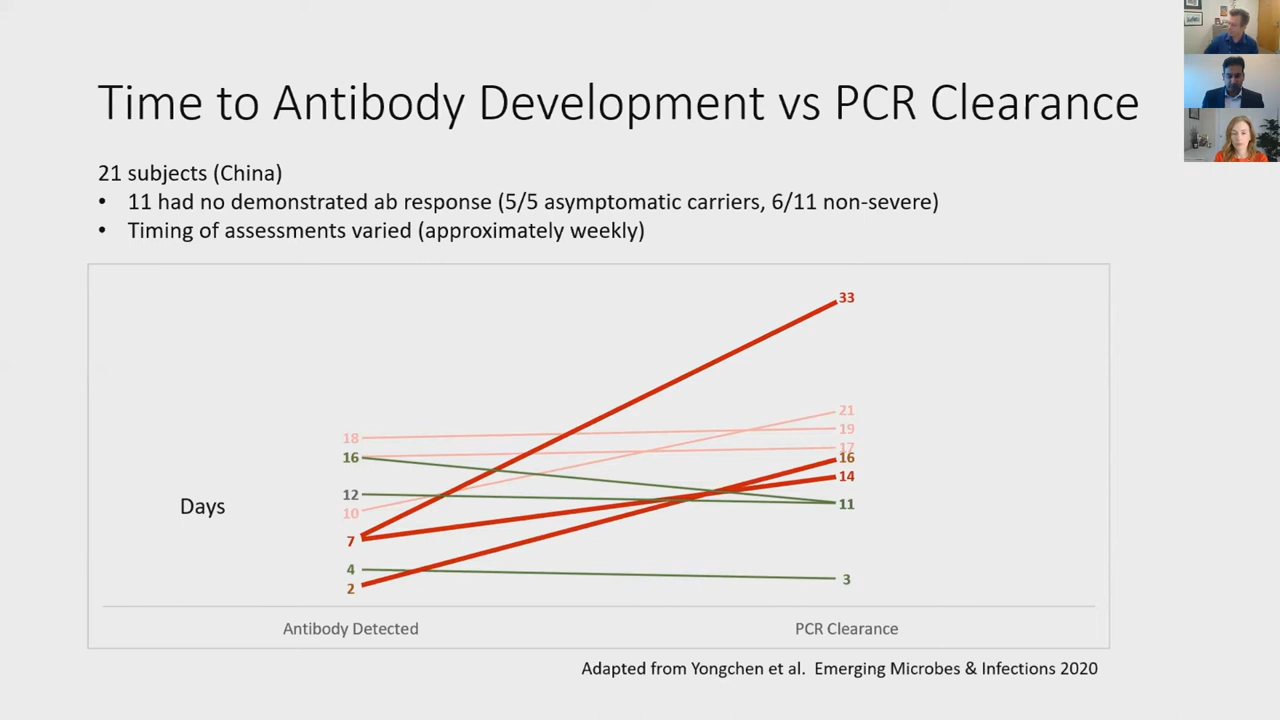 Time to Antibody Development vs PCR Clearance
21 subjects (China)
• 11 had no demonstrated ab response (5/5 asymptomatic carriers, 6/11 non-severe)
• Timing of assessments varied (approximately weekly)
33
21
18
19
17
16
16
14
12
11
10
Days
7
4
3
2
Antibody Detected
PCR Clearance
Adapted from Yongchen et al. Emerging Microbes & Infections 2020